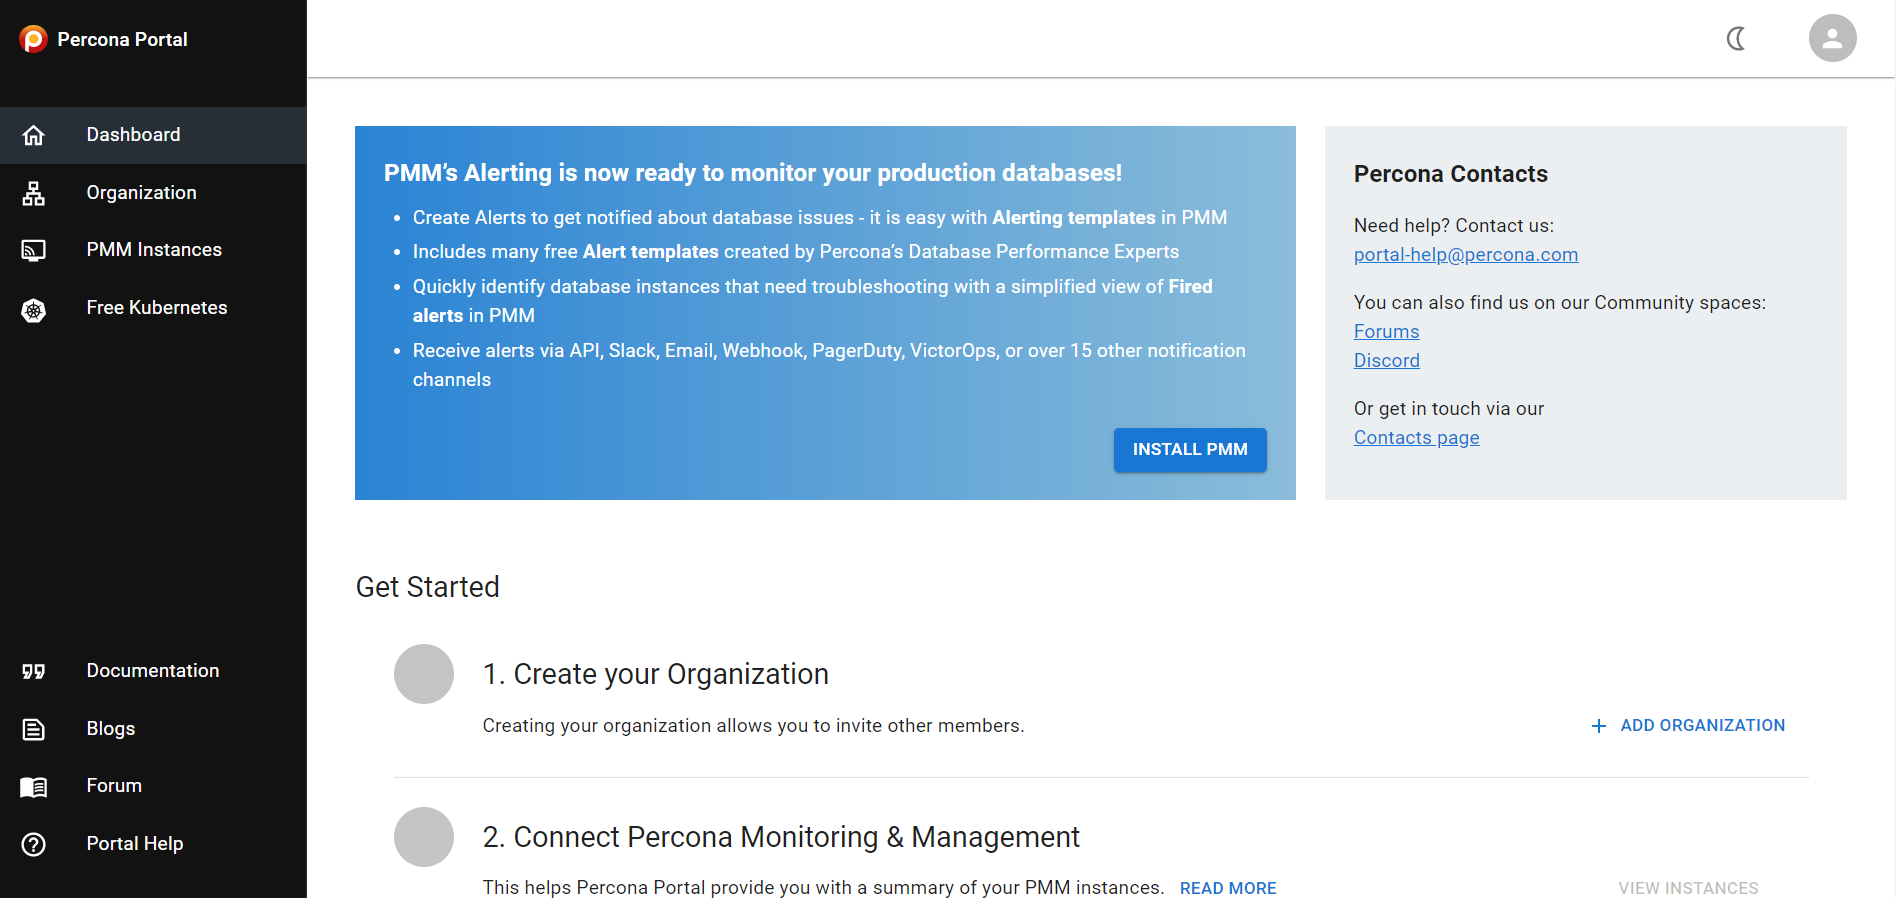 Percona Portal
Dashboard
Organization
PMM Instances
Free Kubernetes
Documentation
Blogs
Forum
Portal Help
PMM’s Alerting is now ready to monitor your production databases!
• Create Alerts to get notified about database issues - it is easy with Alerting templates in PMM
• Includes many free Alert templates created by Percona’s Database Performance Experts
• Quickly identify database instances that need troubleshooting with a simplified view of Fired
alerts in PMM
• Receive alerts via API, Slack, Email, Webhook, PagerDuty, VictorOps, or over 15 other notification
channels
INSTALL PMM
Percona Contacts
Need help? Contact us:
portal-help@percona.com
You can also find us on our Community spaces:
Forums
Discord
Or get in touch via our
Contacts page
Get Started
1. Create your Organization
Creating your organization allows you to invite other members.
ADD ORGANIZATION
2. Connect Percona Monitoring & Management
This helps Percona Portal provide you with a summary of your PMM instances. READ MORE
VIEW INSTANCES